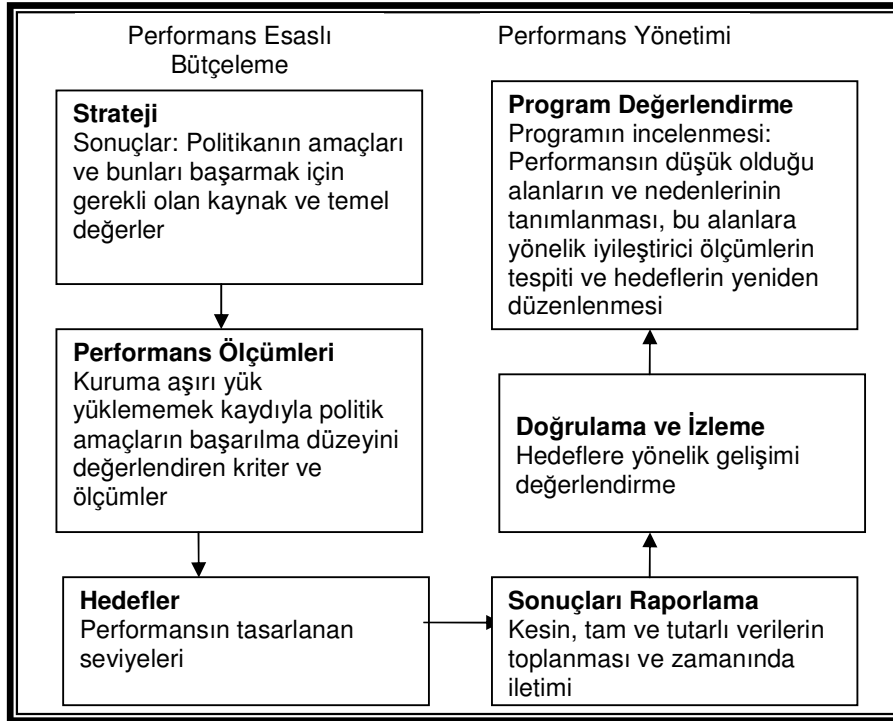 Performans Esaslı
Bütçeleme
Strateji
Sonuçlar: Politikanın amaçları
ve bunları başarmak için
gerekli olan kaynak ve temel
değerler
Performans Ölçümleri
Kuruma aşırı yük
yüklememek kaydıyla politik
amaçların başarılma düzeyini
değerlendiren kriter ve
ölçümler
Hedefler
Performansın tasarlanan
seviyeleri
Performans Yönetimi
Program Değerlendirme
Programın incelenmesi:
Performansın düşük olduğu
alanların ve nedenlerinin
tanımlanması, bu alanlara
yönelik iyileştirici ölçümlerin
tespiti ve hedeflerin yeniden
düzenlenmesi
Doğrulama ve İzleme
Hedeflere yönelik gelişimi
değerlendirme
Sonuçları Raporlama
Kesin, tam ve tutarlı verilerin
toplanması ve zamanında
iletimi